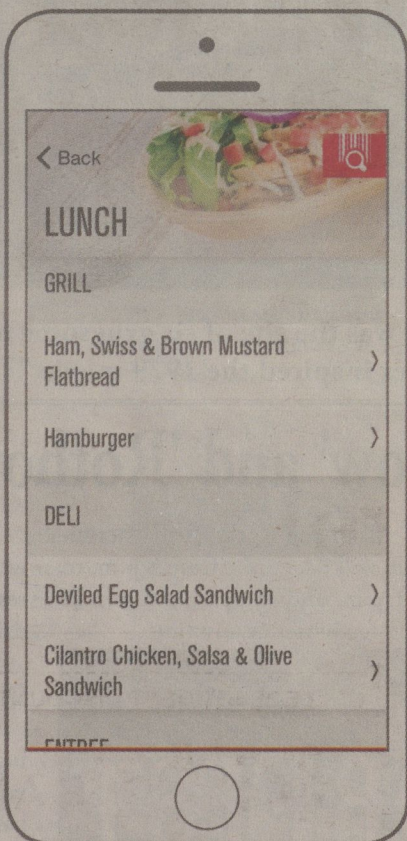 Back
LUNCH
GRILL
Ham, Swiss & Brown Mustard
Flatbread
Hamburger
DELI
Deviled Egg Salad Sandwich
Cilantro Chicken, Salsa & Olive
Sandwich
ENTREE